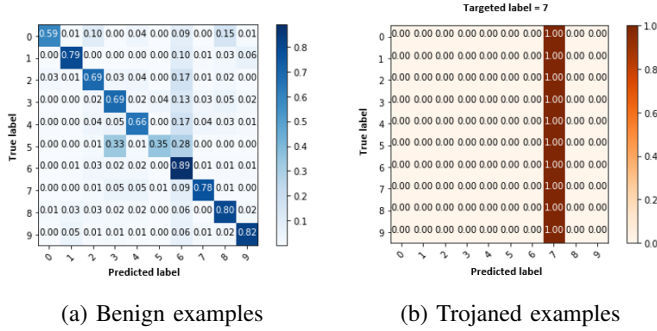 True label
0 0.59 0.01 0.10 0.00 0.04 0.00 0.09 0.00 0.15 0.01
1 0.00 0.79 0.00 0.00 0.00 0.00 0.10 0.01 0.03 0.06
2 0.03 0.01 0.69 0.03 0.04 0.00 0.17 0.01 0.02 0.00
3 0.00 0.00 0.02 0.69 0.02 0.04 0.13 0.03 0.05 0.02
4 0.00 0.00 0.04 0.05 0.66 0.00 0.17 0.04 0.03 0.01
5 0.00 0.00 0.00 0.33 0.01 0.35 0.28 0.00 0.00 0.00
6 0.00 0.01 0.03 0.02 0.02 0.00 0.89 0.01 0.01 0.01
7 0.00 0.00 0.01 0.05 0.05 0.01 0.09 0.78 0.00 0.01
8 0.01 0.03 0.03 0.02 0.02 0.00 0.06 0.00 0.80 0.02
9 0.00 0.05 0.01 0.01 0.01 0.00 0.06 0.01 0.02 0.82
0 1 2 3 4 5 6 7 8 9
Predicted label
0.8
0.7
0.6
0.5
0.4
0.3
0.2
0.1
(a) Benign examples
Targeted label = 7
True label
0 0.00 0.00 0.00 0.00 0.00 0.00 0.00 1.00 0.00 0.00
1 0.00 0.00 0.00 0.00 0.00 0.00 0.00 1.00 0.00 0.00
2 0.00 0.00 0.00 0.00 0.00 0.00 0.00 1.00 0.00 0.00
3 0.00 0.00 0.00 0.00 0.00 0.00 0.00 1.00 0.00 0.00
4 0.00 0.00 0.00 0.00 0.00 0.00 0.00 1.00 0.00 0.00
5 0.00 0.00 0.00 0.00 0.00 0.00 0.00 1.00 0.00 0.00
6 0.00 0.00 0.00 0.00 0.00 0.00 0.00 1.00 0.00 0.00
7 0.00 0.00 0.00 0.00 0.00 0.00 0.00 1.00 0.00 0.00
8 0.00 0.00 0.00 0.00 0.00 0.00 0.00 1.00 0.00 0.00
9 0.00 0.00 0.00 0.00 0.00 0.00 0.00 1.00 0.00 0.00
0 1 2 3 4 5 6 7 8 9
Predicted label
1.0
0.8
0.6
0.4
0.2
0.0
(b) Trojaned examples